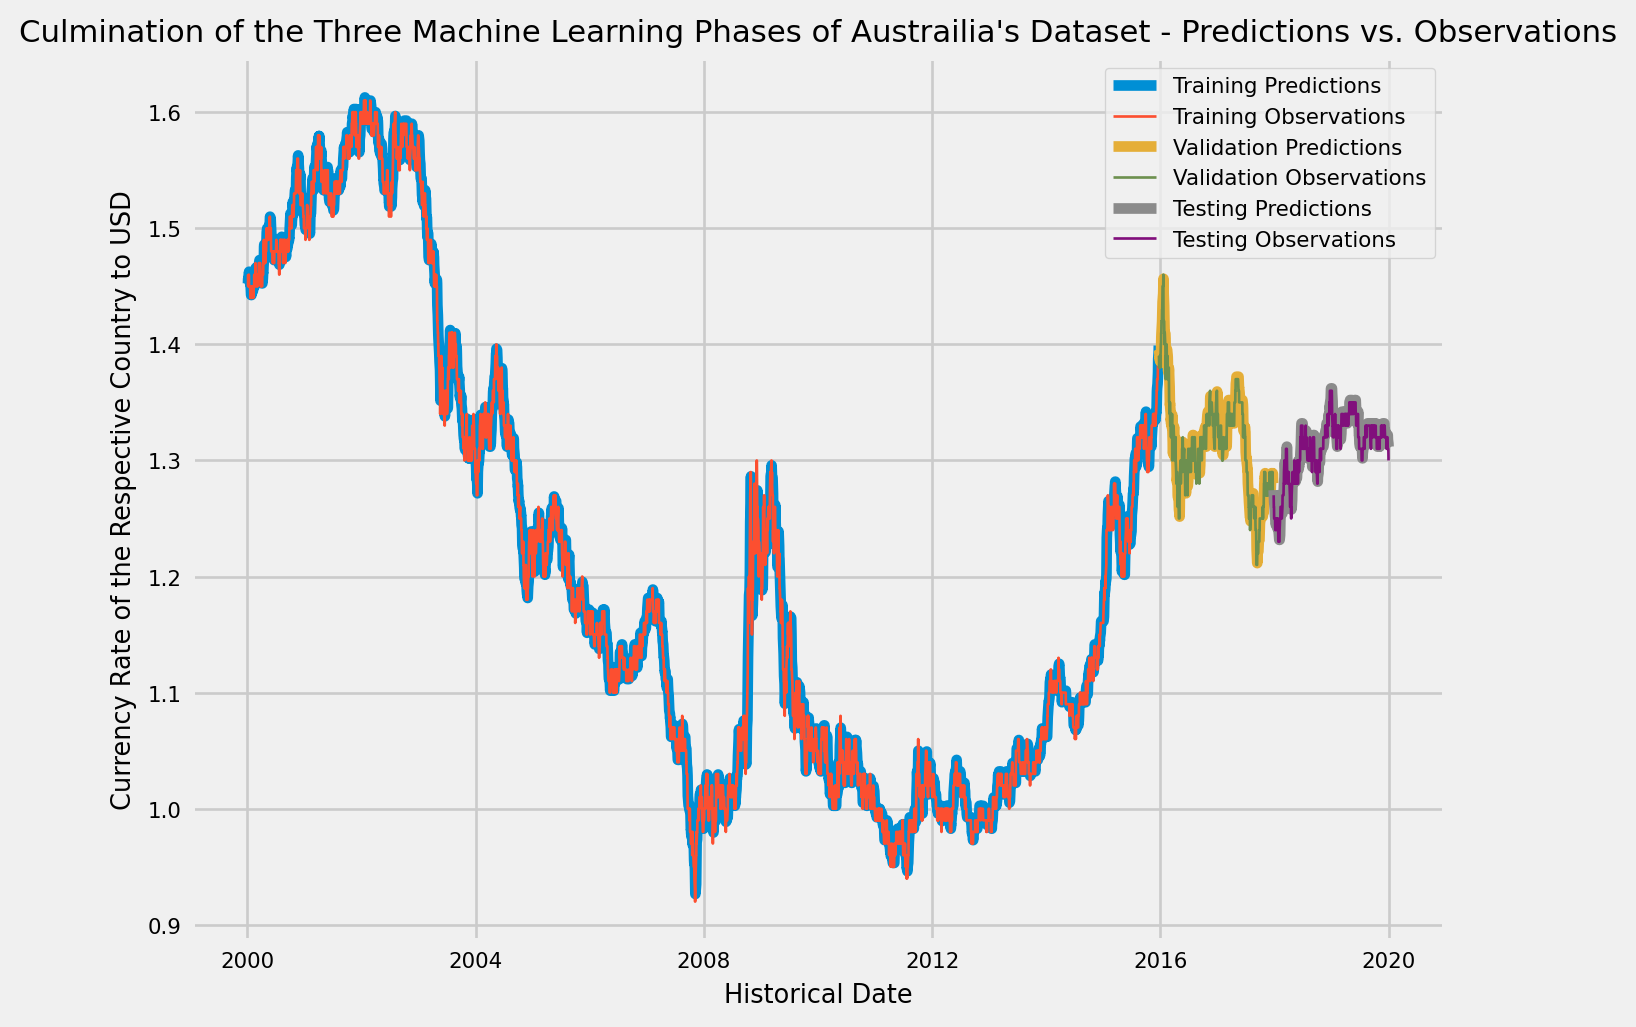 Culmination of the Three Machine Learning Phases of Austrailia's Dataset - Predictions vs. Observations
Training Predictions
Training Observations
Validation Predictions
Validation Observations
Testing Predictions
Testing Observations
Currency Rate of the Respective Country to USD
1.6
1.5
1.4
1.3
1.2
1.1
1.0
0.9
2000 2004 2008 2012 2016 2020
Historical Date